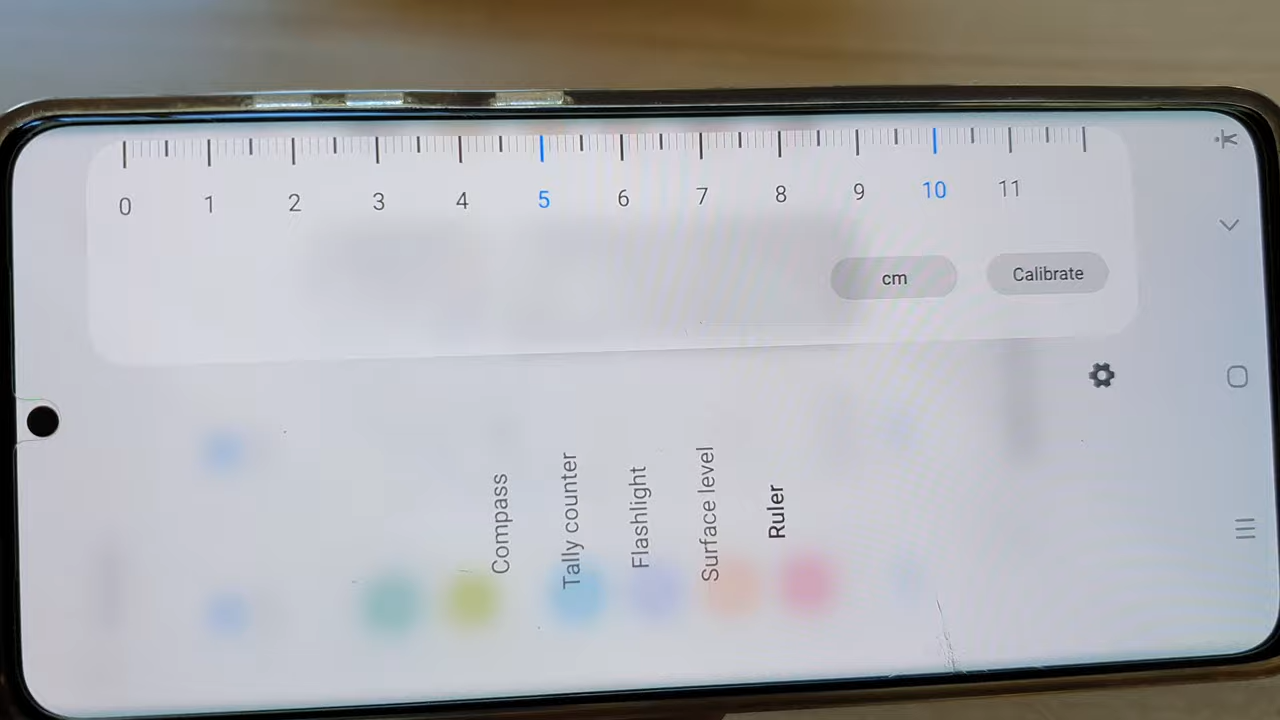 0 1 2 3 4 5 6 7 8 9 10 11
cm Calibrate
Compass
Tally counter
Flashlight
Surface level
Ruler